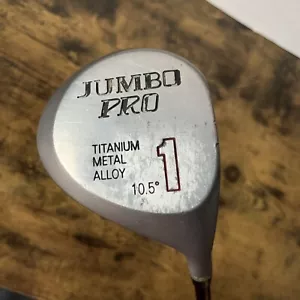 JUMBO
PRO
TITANIUM
METAL
ALLOY
10.5°
1